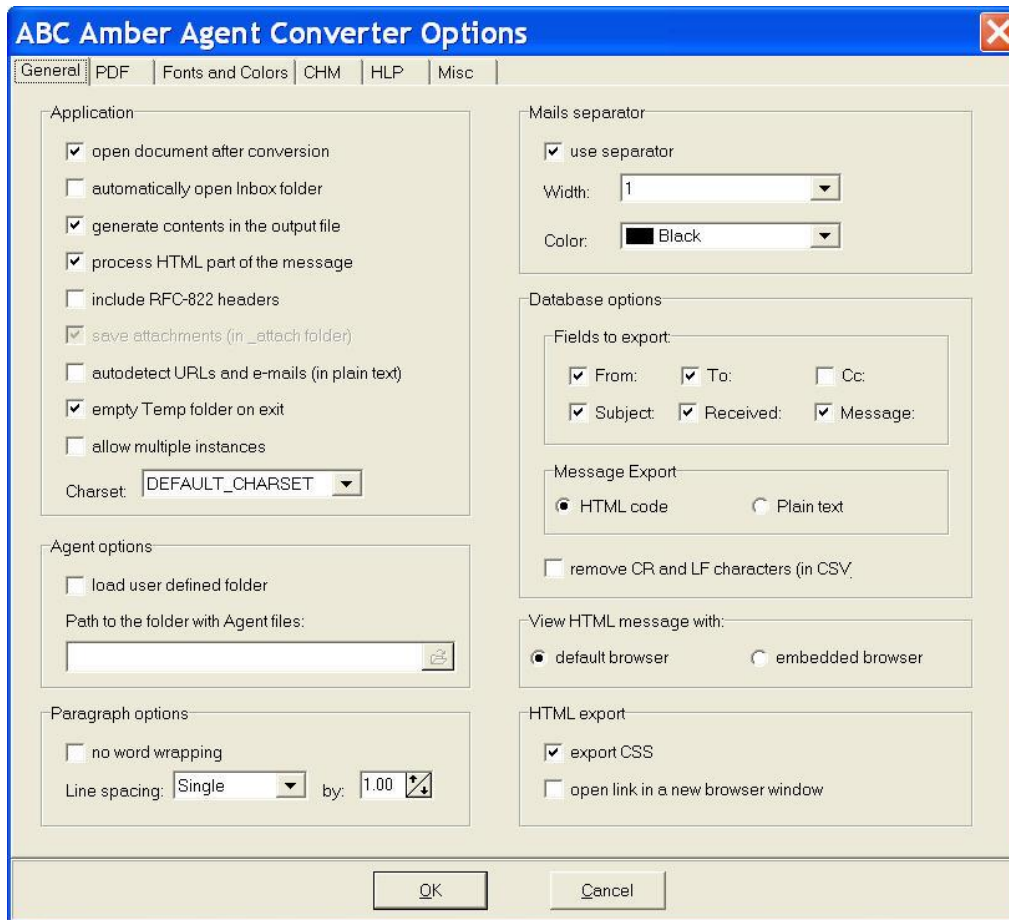 ABC Amber Agent Converter Options
General PDF Fonts and Colors CHM HLP Misc
Application
open document after conversion
automatically open Inbox folder
generate contents in the output file
process HTML part of the message
include RFC-822 headers
save attachments (in _attach folder)
autodetect URLs and e-mails (in plain text)
empty Temp folder on exit
allow multiple instances
Charset: DEFAULT_CHARSET
Agent options
load user defined folder
Path to the folder with Agent files:
Paragraph options
no word wrapping
Line spacing: Single by: 1.00
Mails separator
use separator
Width: 1
Color: Black
Database options
Fields to export:
From: To: Cc:
Subject: Received: Message:
Message Export
HTML code Plain text
remove CR and LF characters (in CSV
View HTML message with:
default browser embedded browser
HTML export
export CSS
open link in a new browser window
OK Cancel